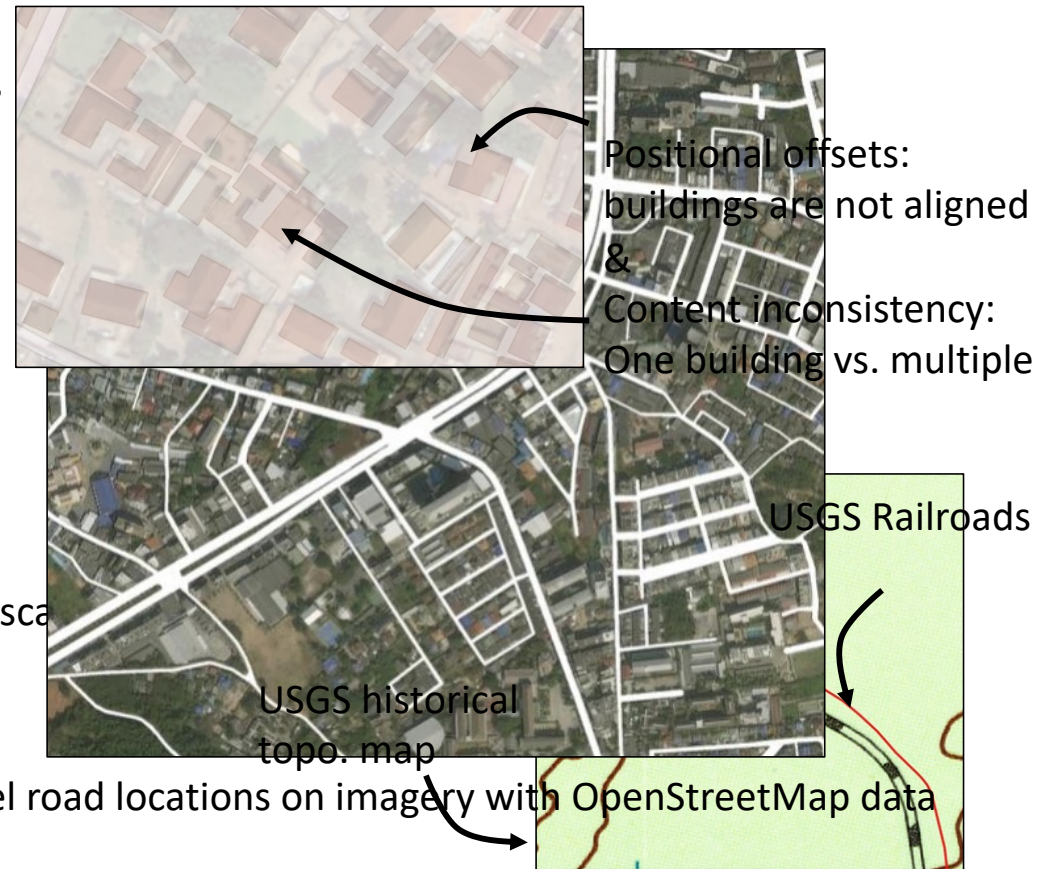 Positional offsets:
buildings are not aligned
&
Content inconsistency:
One building vs. multiple
USGS Railroads
USGS historical
topo. map
road locations on imagery with OpenStreetMap data